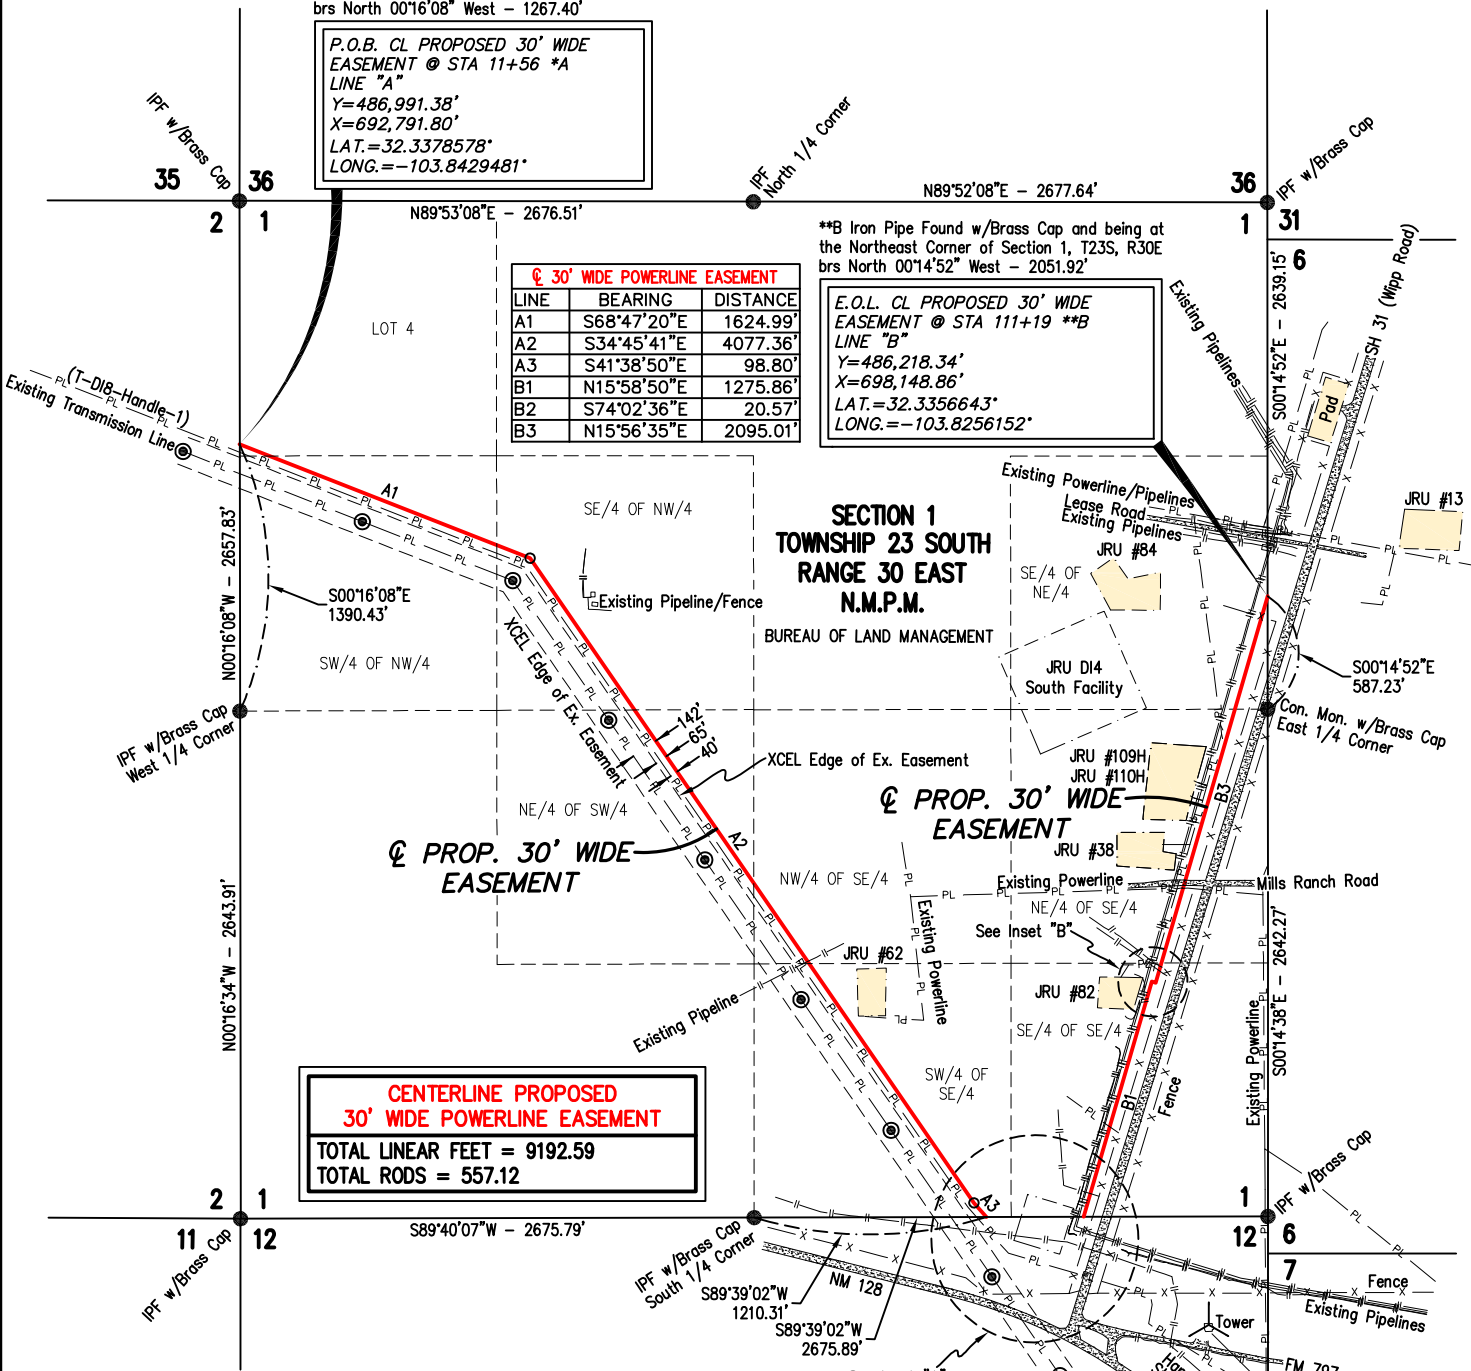 brs North 00°16'08" West - 1267.40'
P.O.B. CL PROPOSED 30' WIDE
EASEMENT @ STA 11+56 *A
LINE "A"
Y=486,991.38'
X=692,791.80'
LAT.=32.3378578°
LONG.=-103.8429481°
IPF w/Brass Cap
35
36
2
1
N89°53'08"E - 2676.51'
IPF
North 1/4 Corner
N89°52'08"E - 2677.64'
36
31
1
6
IPF w/Brass Cap
**B Iron Pipe Found w/Brass Cap and being at
the Northeast Corner of Section 1, T23S, R30E
brs North 00°14'52" West - 2051.92'
E.O.L. CL PROPOSED 30' WIDE
EASEMENT @ STA 111+19 **B
LINE "B"
Y=486,218.34'
X=698,148.86'
LAT.=32.3356643°
LONG.=-103.8256152°
℄ 30' WIDE POWERLINE EASEMENT
LINE BEARING DISTANCE
A1 S68°47'20"E 1624.99'
A2 S34°45'41"E 4077.36'
A3 S41°38'50"E 98.80'
B1 N15°58'50"E 1275.86'
B2 S74°02'36"E 20.57'
B3 N15°56'35"E 2095.01'
LOT 4
(T-DI8-Handle-1)
Existing Transmission Line
Existing Pipelines
S00°14'52"E - 2639.15'
SH 31 (Wipp Road)
Pad
A1
SE/4 OF NW/4
SECTION 1
TOWNSHIP 23 SOUTH
RANGE 30 EAST
N.M.P.M.
BUREAU OF LAND MANAGEMENT
Existing Powerline/Pipelines
Lease Road
Existing Pipelines
JRU #13
JRU #84
SE/4 OF
NE/4
N00°16'08"W - 2657.83'
S00°16'08"E
1390.43'
Existing Pipeline/Fence
SW/4 OF NW/4
XCEL Edge of Ex. Easement
JRU DI4
South Facility
S00°14'52"E
587.23'
IPF w/Brass Cap
West 1/4 Corner
Con. Mon. w/Brass Cap
East 1/4 Corner
142'
65'
40'
XCEL Edge of Ex. Easement
JRU #109H
JRU #110H
B3
NE/4 OF SW/4
℄ PROP. 30' WIDE
EASEMENT
℄ PROP. 30' WIDE
EASEMENT
A2
JRU #38
NW/4 OF SE/4
Existing Powerline
Mills Ranch Road
NE/4 OF SE/4
N00°16'34"W - 2643.91'
Existing Powerline
See Inset "B"
S00°14'38"E - 2642.27'
JRU #62
JRU #82
Existing Pipeline
SE/4 OF SE/4
Existing Powerline
SW/4 OF
SE/4
B1
Fence
CENTERLINE PROPOSED
30' WIDE POWERLINE EASEMENT
TOTAL LINEAR FEET = 9192.59
TOTAL RODS = 557.12
2
1
11
12
S89°40'07"W - 2675.79'
IPF w/Brass Cap
IPF w/Brass Cap
South 1/4 Corner
A3
1
12
6
7
IPF w/Brass Cap
S89°39'02"W
1210.31'
S89°39'02"W
2675.89'
NM 128
Fence
Existing Pipelines
Tower
FM 797